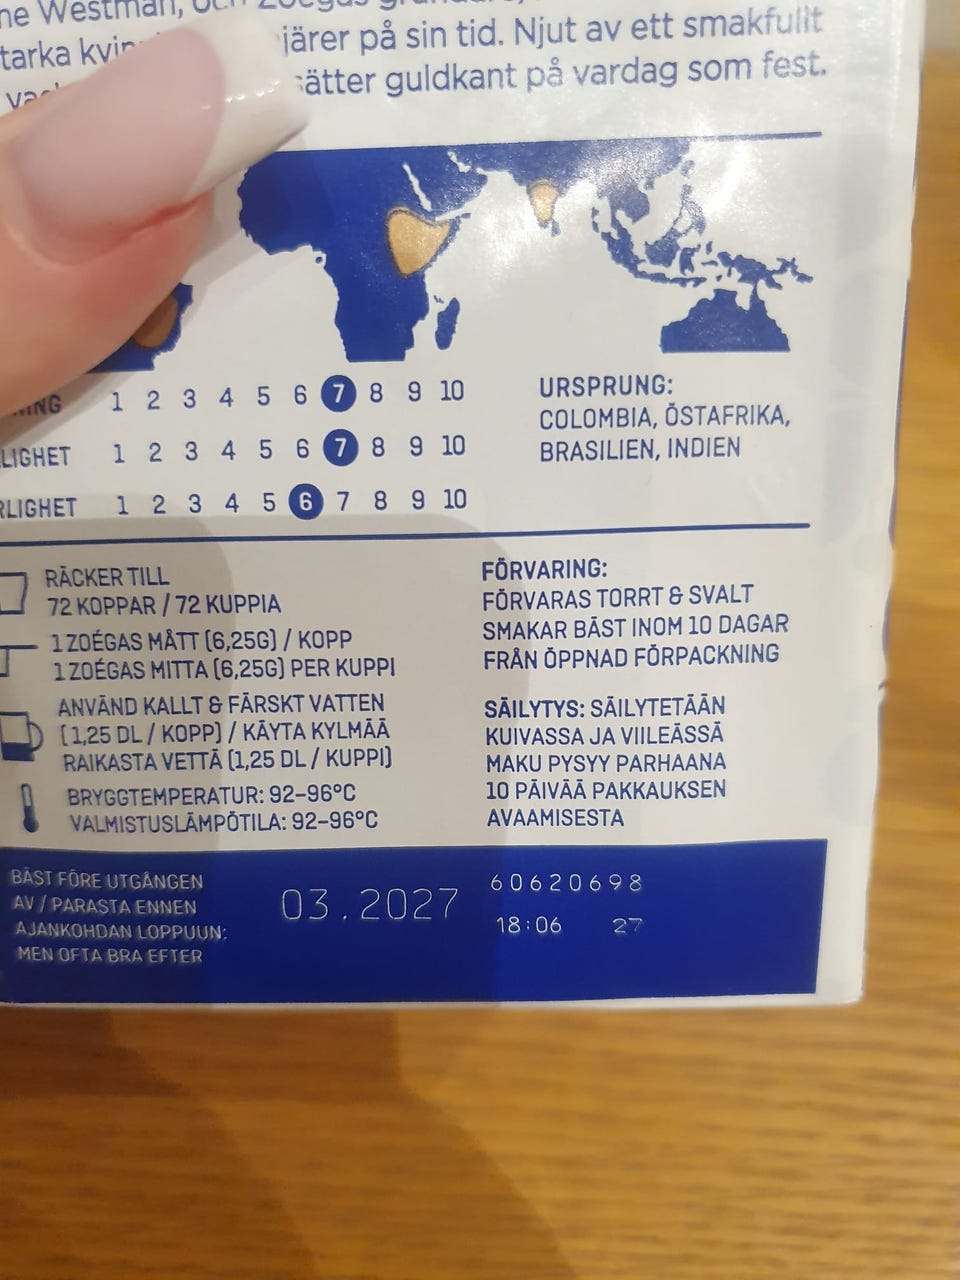 Westman, och Zoégas
tarka järer på sin tid. Njut av ett smakfullt
sätter guldkant på vardag som fest.
1 2 3 4 5 6 7 8 9 10
LIGHET 1 2 3 4 5 6 7 8 9 10
RLIGHET 1 2 3 4 5 6 7 8 9 10
URSPRUNG:
COLOMBIA, ÖSTAFRIKA,
BRASILIEN, INDIEN
RÄCKER TILL
72 KOPPAR / 72 KUPPIA
1 ZOÉGAS MÅTT (6,25G) / KOPP
1 ZOÉGAS MITTA (6,25G) PER KUPPI
ANVÄND KALLT & FÄRSKT VATTEN
(1,25 DL / KOPP) / KÄYTA KYLMÄÄ
RAIKASTA VETTÄ (1,25 DL / KUPPI)
BRYGGTEMPERATUR: 92–96°C
VALMISTUSLÄMPÖTILA: 92–96°C
FÖRVARING:
FÖRVARAS TORRT & SVALT
SMAKAR BÄST INOM 10 DAGAR
FRÅN ÖPPNAD FÖRPACKNING
SÄILYTYS: SÄILYTETÄÄN
KUIVASSA JA VIILEÄSSÄ
MAKU PYSYY PARHAANA
10 PÄIVÄÄ PAKKAUKSEN
AVAAMISESTA
BÄST FÖRE UTGÅNGEN
AV / PARASTA ENNEN
AJANKOHDAN LOPPUUN:
MEN OFTA BRA EFTER
03.2027
60620698
18:06 27